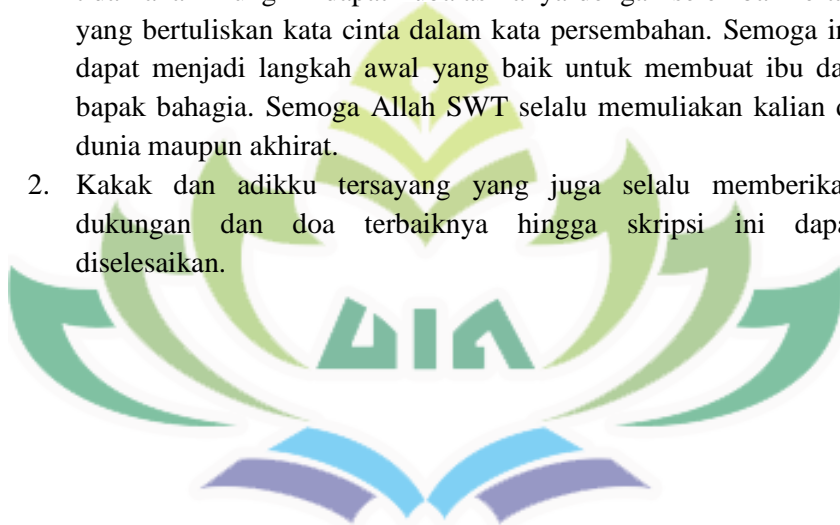 yang bertuliskan kata cinta dalam kata persembahan. Semoga
dapat menjadi langkah awal yang baik untuk membuat ibu
bapak bahagia. Semoga Allah SWT selalu memuliakan kalian
dunia maupun akhirat.
2. Kakak dan adikku tersayang yang juga selalu
dukungan dan doa terbaiknya hingga skripsi ini
diselesaikan.
UIN